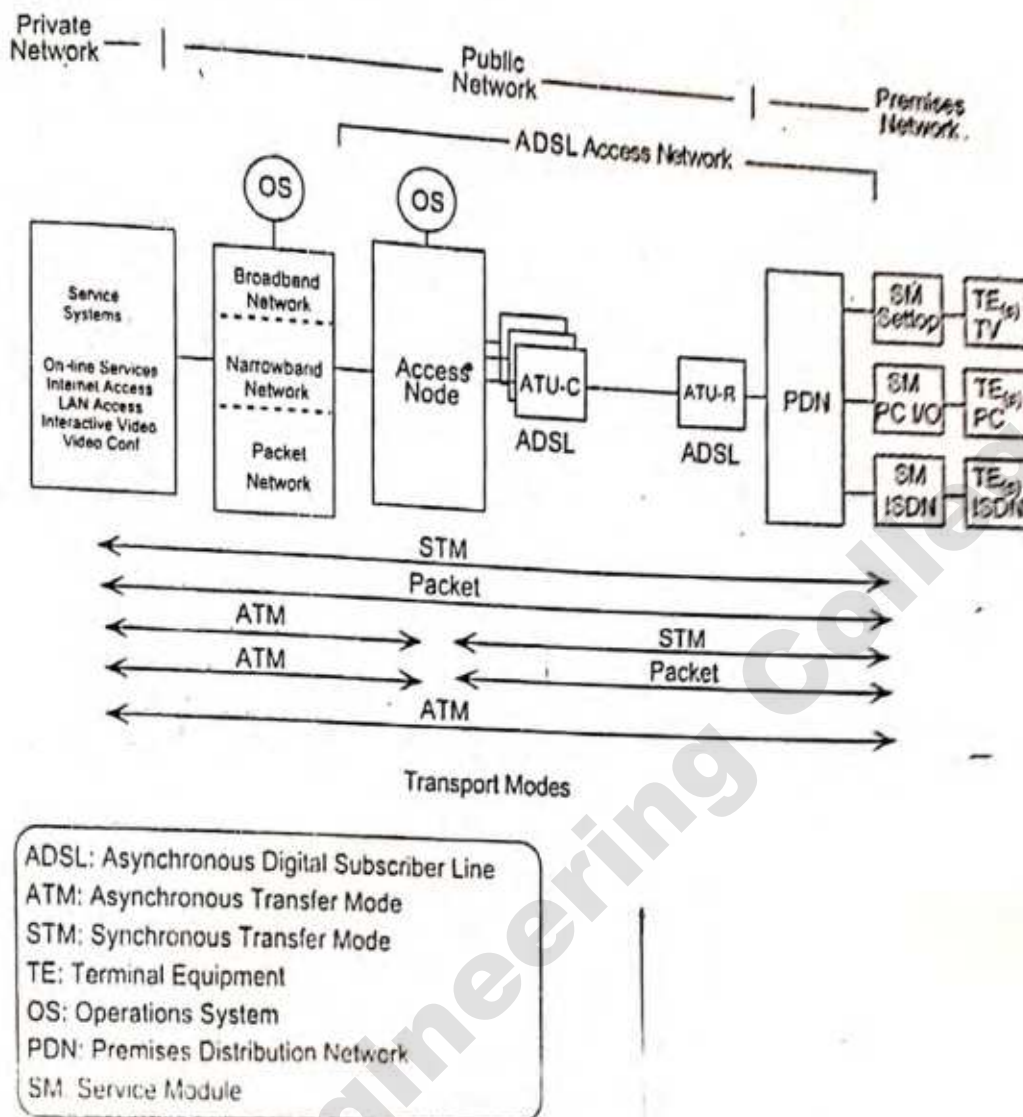 Private
Network
Public
Network
Premises
Network
ADSL Access Network
OS
OS
Service
Systems
On-line Services
Internet Access
LAN Access
Interactive Video
Video Conf
Broadband
Network
Narrowband
Network
Packet
Network
Access
Node
ATU-C
ADSL
ATU-R
ADSL
PDN
SM
Settop
TE(s)
TV
SM
PC I/O
TE(s)
PC
SM
ISDN
TE(s)
ISDN
STM
Packet
ATM
STM
ATM
Packet
ATM
Transport Modes
ADSL: Asynchronous Digital Subscriber Line
ATM: Asynchronous Transfer Mode
STM: Synchronous Transfer Mode
TE: Terminal Equipment
OS: Operations System
PDN: Premises Distribution Network
SM: Service Module